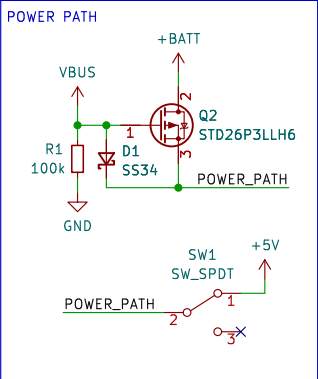 POWER PATH
+BATT
VBUS
2
Q2
STD26P3LLH6
1
3
R1
100k
D1
SS34
POWER_PATH
GND
+5V
SW1
SW_SPDT
POWER_PATH
1
2
3